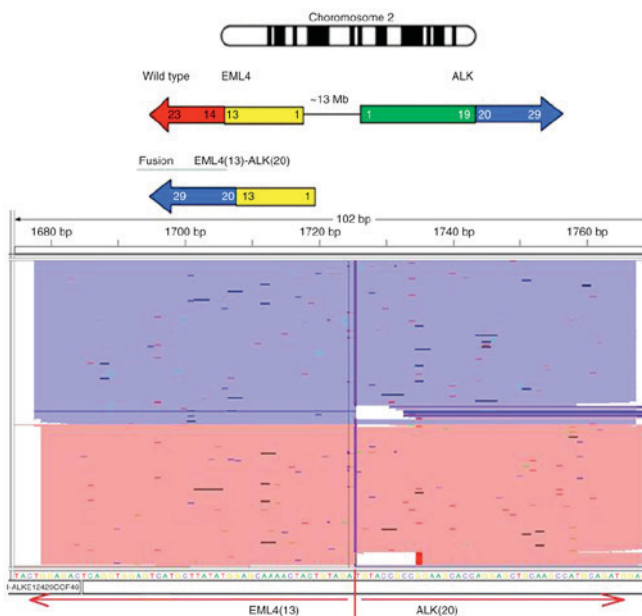 Choromosome 2
Wild type EML4 ALK
~13 Mb
23 14 13 1 1 19 20 29
Fusion EML4(13)-ALK(20)
29 20 13 1
102 bp
1680 bp 1700 bp 1720 bp 1740 bp 1760 bp
EML4(13) ALK(20)